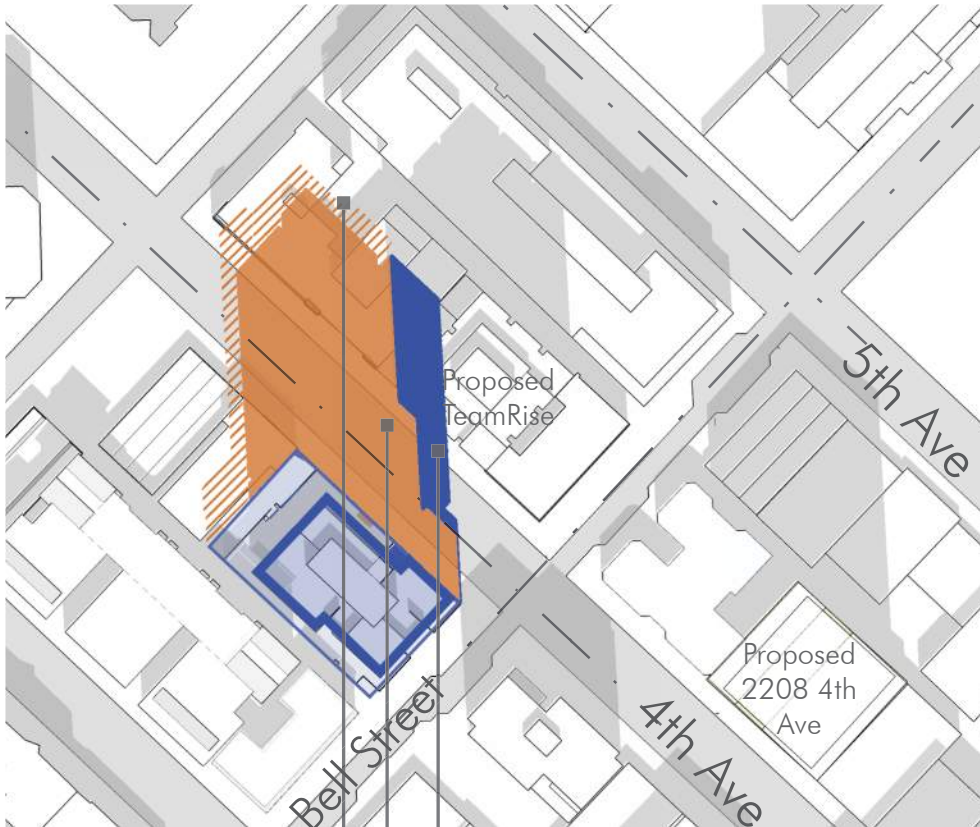 Proposed
TeamRise
5th Ave
Proposed
2208 4th
Ave
4th Ave
Bell Street